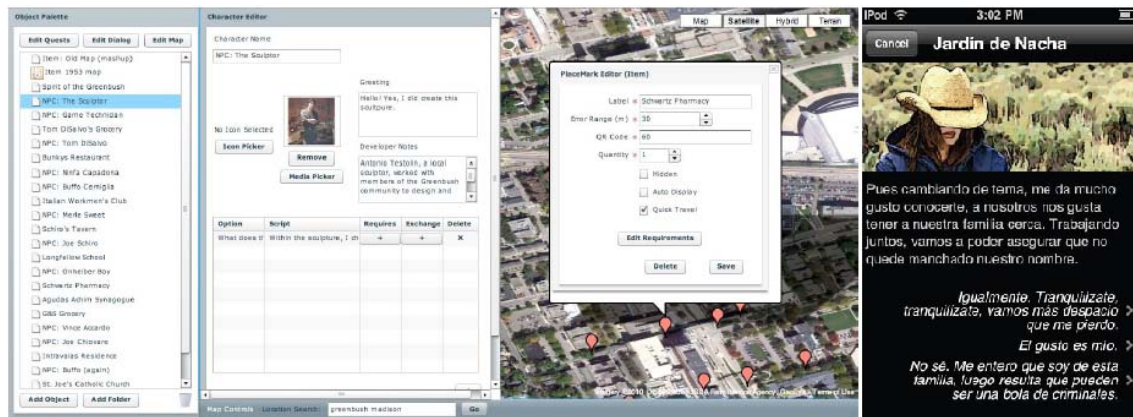 Object Palette
Edit Quests
Edit Dialog
Edit Map
Item: Old Map (mashup)
Item 1953 map
Spirit of the Greenbush
NPC: The Sculptor
NPC: Game Technician
Tom DiSalvo's Grocery
NPC: Tom DiSalvo
Bunkys Restaurant
NPC: Ninfa Capadona
NPC: Buffo Cerniglia
Italian Workmen's Club
NPC: Merle Sweet
Schiro's Tavern
NPC: Joe Schiro
Longfellow School
NPC: Onheiber Boy
Schwartz Pharmacy
Agudas Achim Synagogue
G&S Grocery
NPC: Vince Accardo
NPC: Joe Chiovare
Intravaias Residence
NPC: Buffo (again)
St. Joe's Catholic Church
Add Object
Add Folder
Character Editor
Character Name
NPC: The Sculptor
No Icon Selected
Icon Picker
Remove
Media Picker
Greeting
Hello! Yes, I did create this
sculpture.
Developer Notes
Antonio Testolin, a local
sculptor, worked with
members of the Greenbush
community to design and
Option Script Requires Exchange Delete
What does th Within the sculpture, I ch + + X
Map Controls Location Search: greenbush madison Go
Map Satellite Hybrid Terrain
PlaceMark Editor (Item)
Label * Schwartz Pharmacy
Error Range (m) * 30
QR Code * 60
Quantity * 1
Hidden
Auto Display
Quick Travel
Edit Requirements
Delete Save
Terms of Use
iPod 3:02 PM
Cancel Jardin de Nacha
Pues cambiando de tema, me da mucho
gusto conocerte, a nosotros nos gusta
tener a nuestra familia cerca. Trabajando
juntos, vamos a poder asegurar que no
quede manchado nuestro nombre.
Igualmente. Tranquilízate,
tranquilízate, vamos más despacio
que me pierdo.
El gusto es mío.
No sé. Me entero que soy de esta
familia, luego resulta que pueden
ser una bola de criminales.